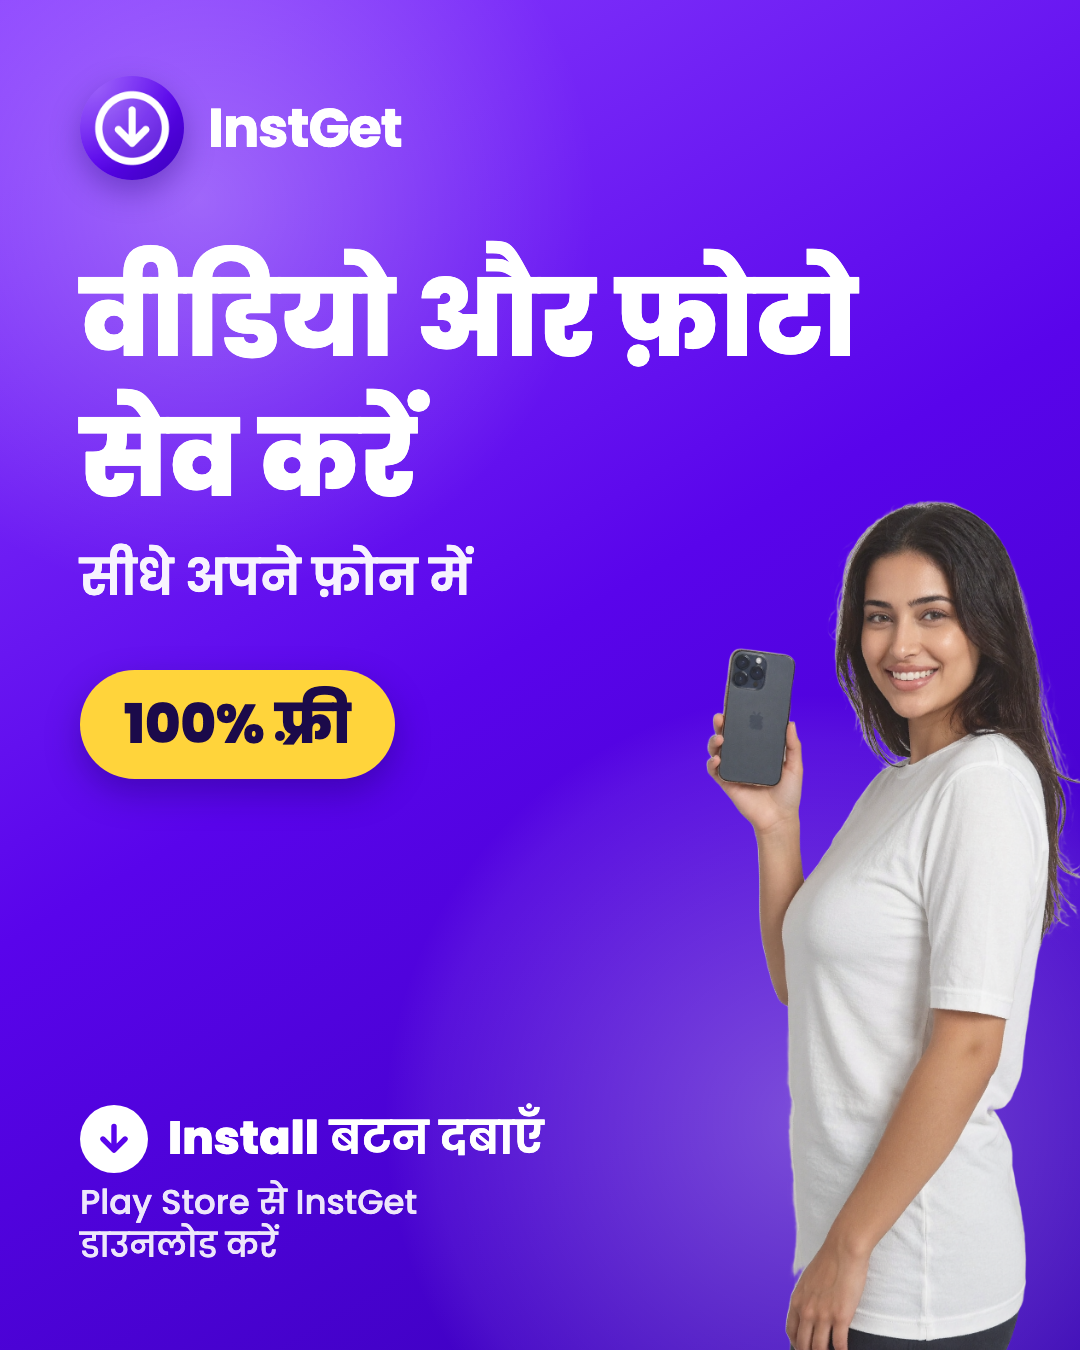 InstGet
वीडियो और फ़ोटो
सेव करें
सीधे अपने फ़ोन में
100% फ़्री
Install बटन दबाएँ
Play Store से InstGet
डाउनलोड करें